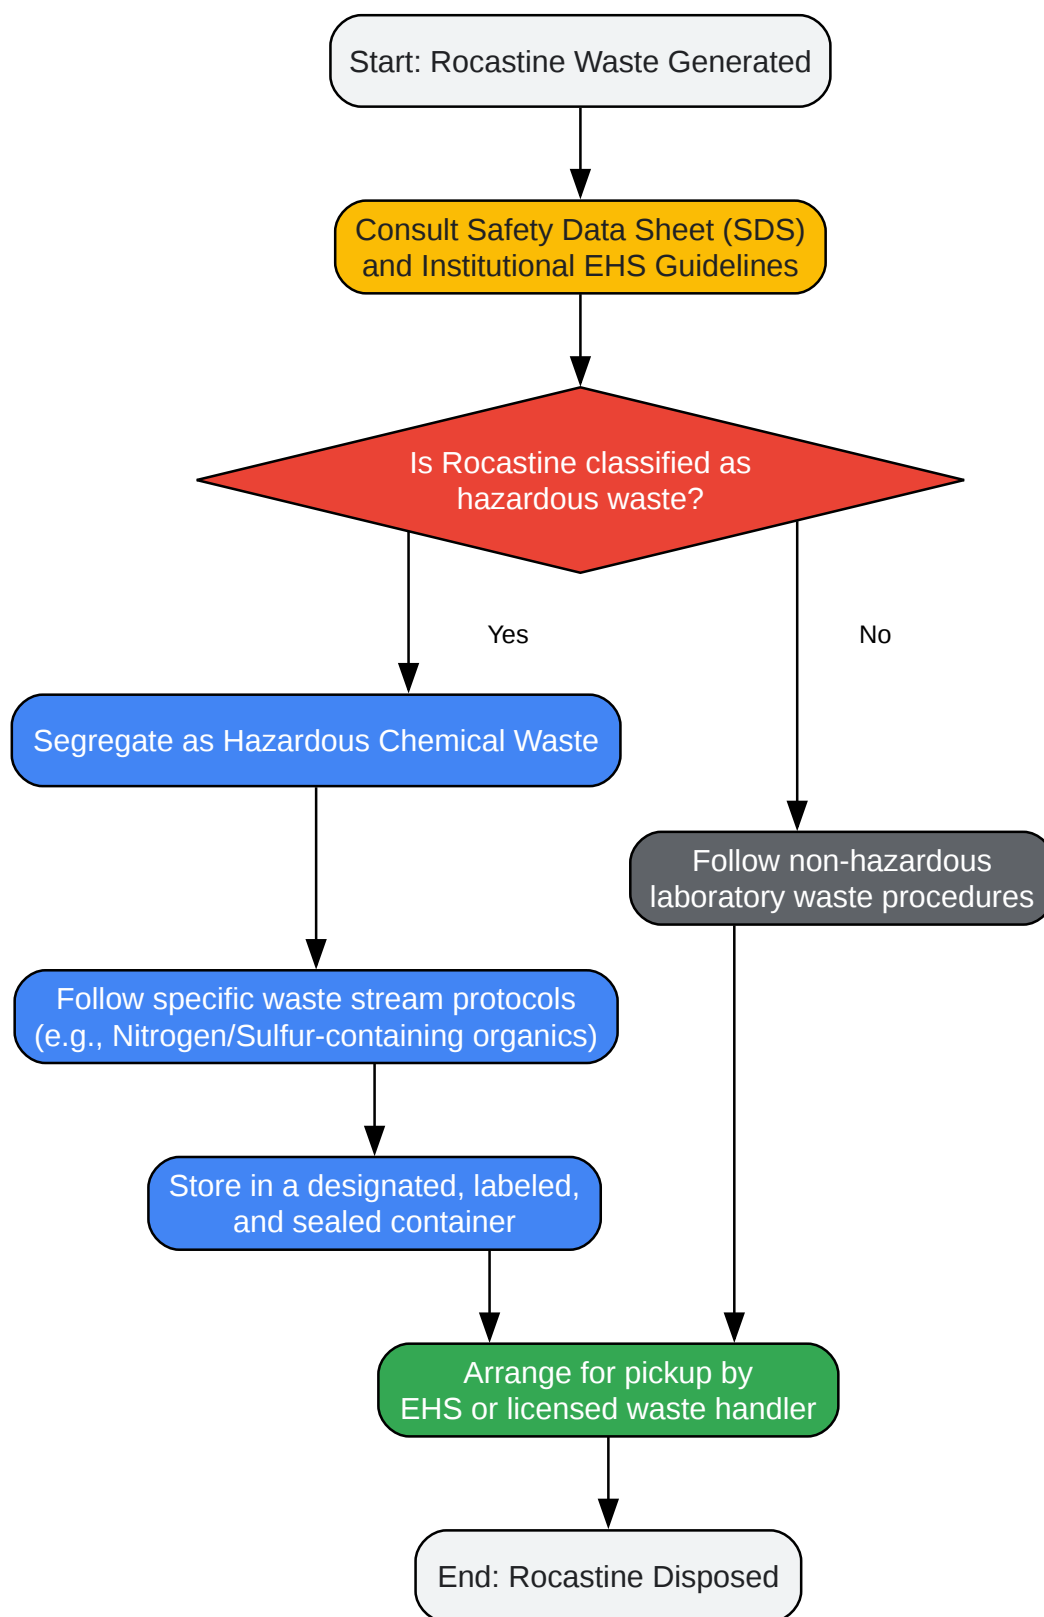 Start: Rocastine Waste Generated
Consult Safety Data Sheet (SDS)
and Institutional EHS Guidelines
Is Rocastine classified as
hazardous waste?
Yes
No
Segregate as Hazardous Chemical Waste
Follow non-hazardous
laboratory waste procedures
Follow specific waste stream protocols
(e.g., Nitrogen/Sulfur-containing organics)
Store in a designated, labeled,
and sealed container
Arrange for pickup by
EHS or licensed waste handler
End: Rocastine Disposed